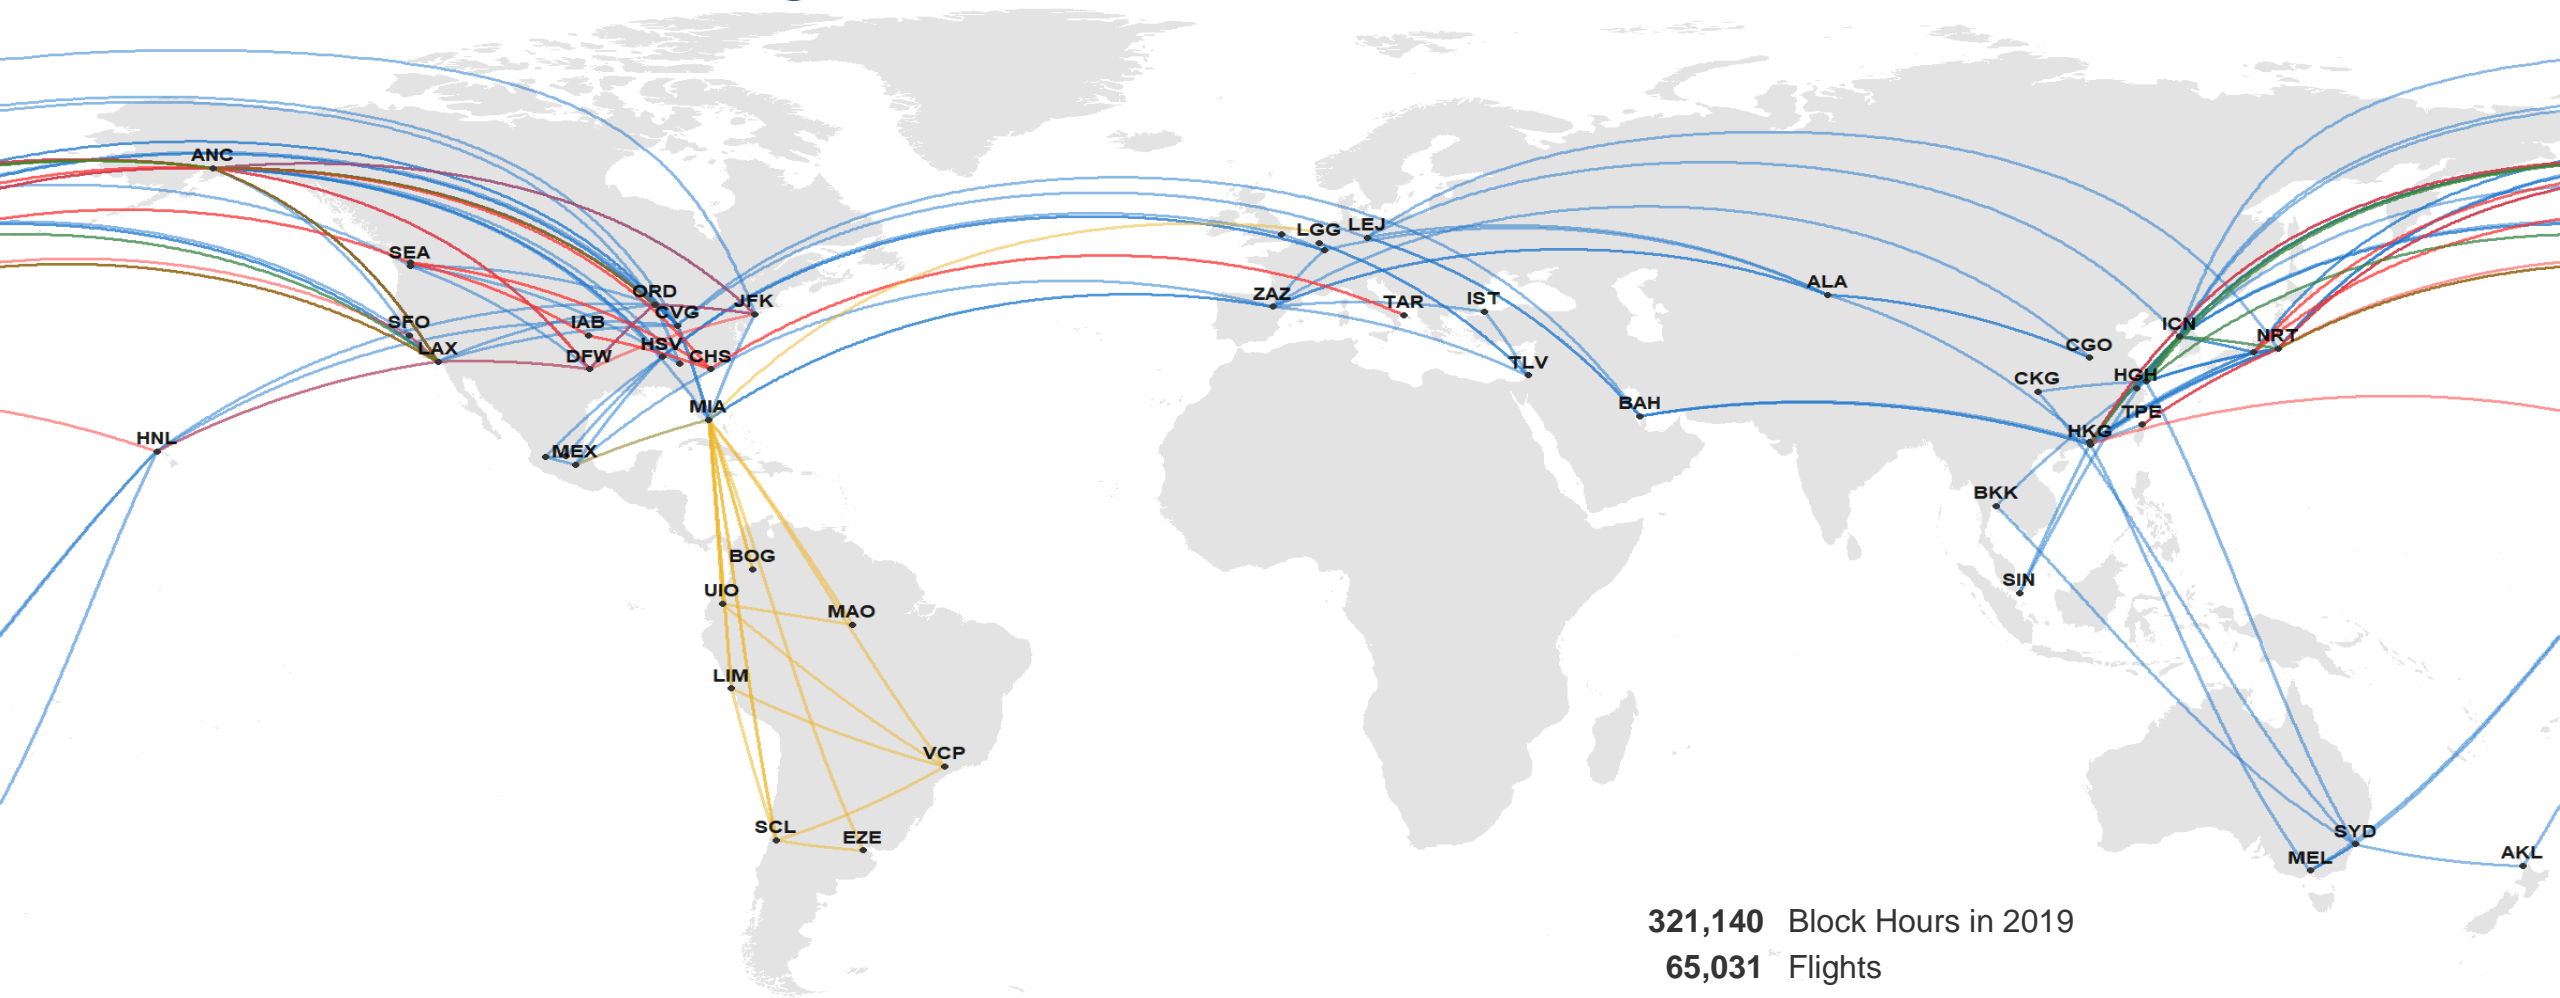 ANC
LGG
LEJ
SEA
ALA
ORD
JFK
ZAZ
TAR
IST
CVG
SFO
IAB
ICN
NRT
LAX
DFW
HSV
CHS
TLV
CGO
CKG
HGH
MIA
BAH
TPE
HNL
MEX
HKG
BKK
BOG
UIO
MAO
SIN
LIM
VCP
SCL
EZE
SYD
MEL
AKL
321,140 Block Hours in 2019
65,031 Flights